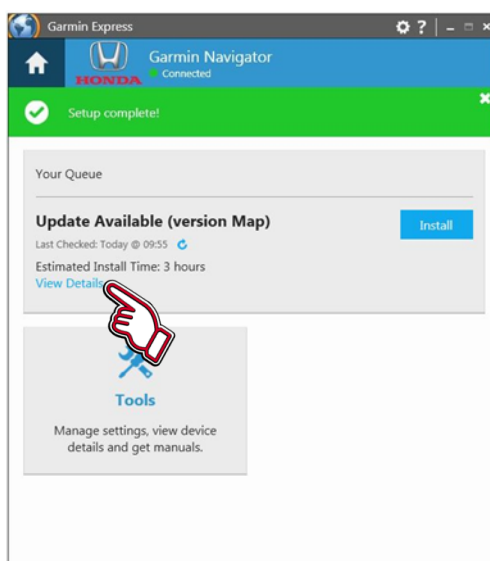 Garmin Express
?
HONDA
Garmin Navigator
Connected
Setup complete!
Your Queue
Update Available (version Map)
Install
Last Checked: Today @ 09:55
Estimated Install Time: 3 hours
View Details
Tools
Manage settings, view device
details and get manuals.